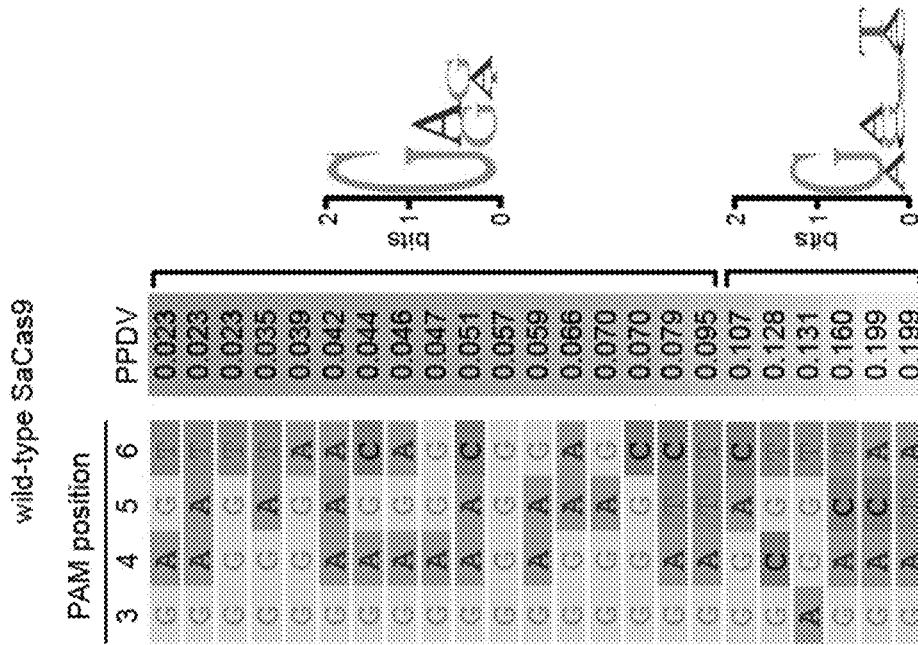 wild-type SaCas9
PAM position
3 4 5 6 PPDV
G A G 0.023
G A A 0.023
G G G 0.023
G G A 0.035
G G G A 0.039
G A A A 0.042
G A G C 0.044
G A G A 0.046
G A G G 0.047
G A A C 0.051
G G G G 0.057
G A A G 0.059
G G A A 0.066
G G A G 0.070
G G G C 0.070
G A G C 0.079
G A 0.095
G G A C 0.107
G C G 0.128
A G G 0.131
G A C 0.160
G A C A 0.199
G A A 0.199
2
1
0
bits
G A G
G A
2
1
0
bits
G A T
A